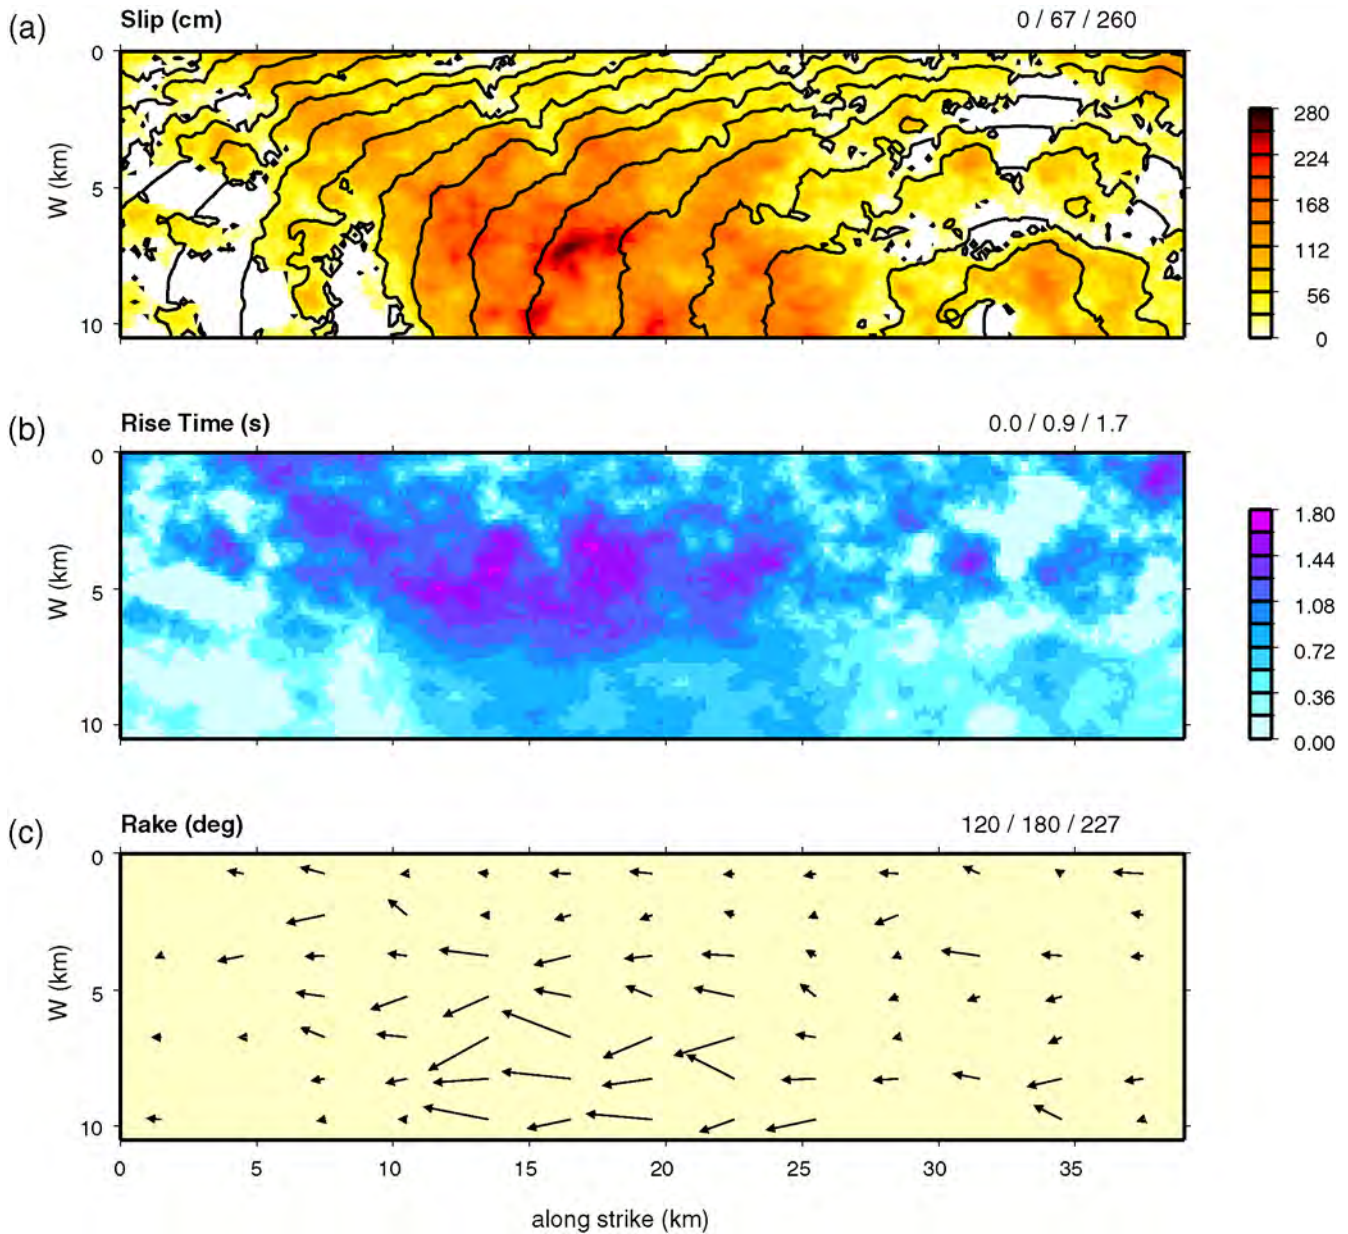 (a)
Slip (cm)
0 / 67 / 260
0
5
10
W (km)
280
224
168
112
56
0
(b)
Rise Time (s)
0.0 / 0.9 / 1.7
0
5
10
W (km)
1.80
1.44
1.08
0.72
0.36
0.00
(c)
Rake (deg)
120 / 180 / 227
0
5
10
W (km)
0 5 10 15 20 25 30 35
along strike (km)